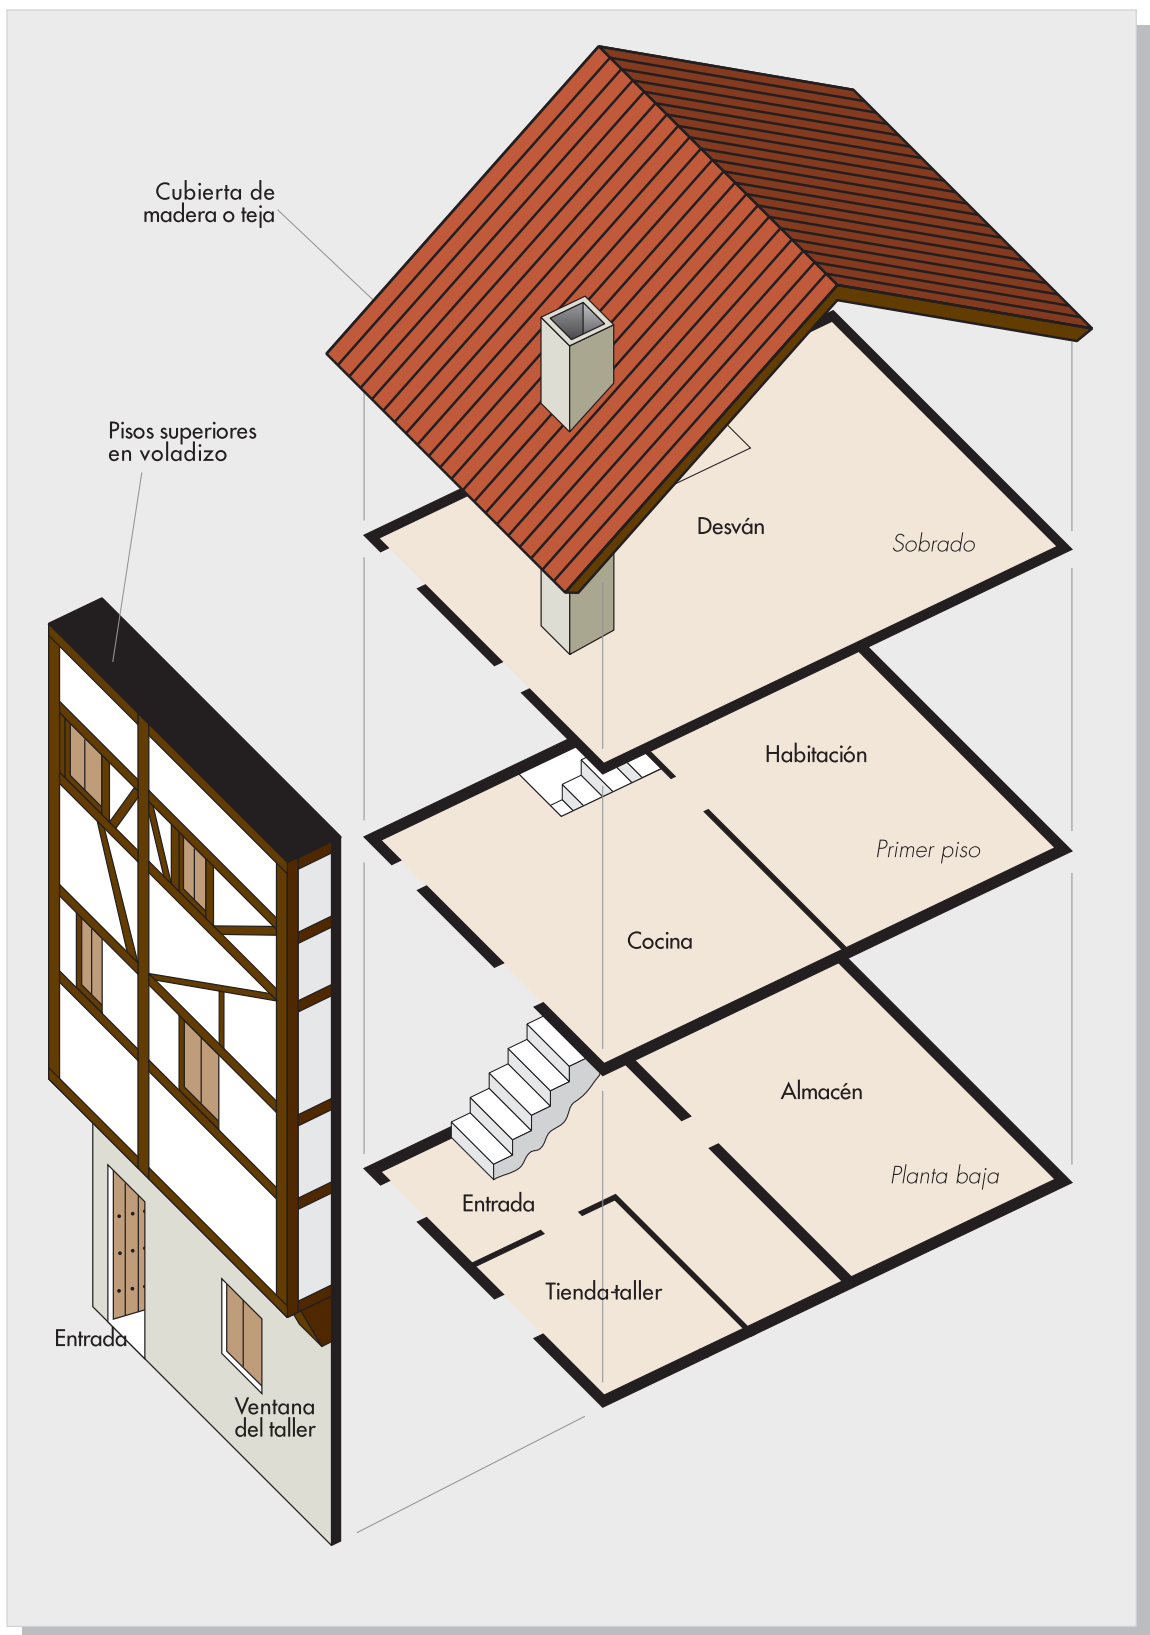 Cubierta de
madera o teja
Pisos superiores
en voladizo
Desván
Sobrado
Habitación
Primer piso
Cocina
Almacén
Planta baja
Entrada
Tienda-taller
Entrada
Ventana
del taller